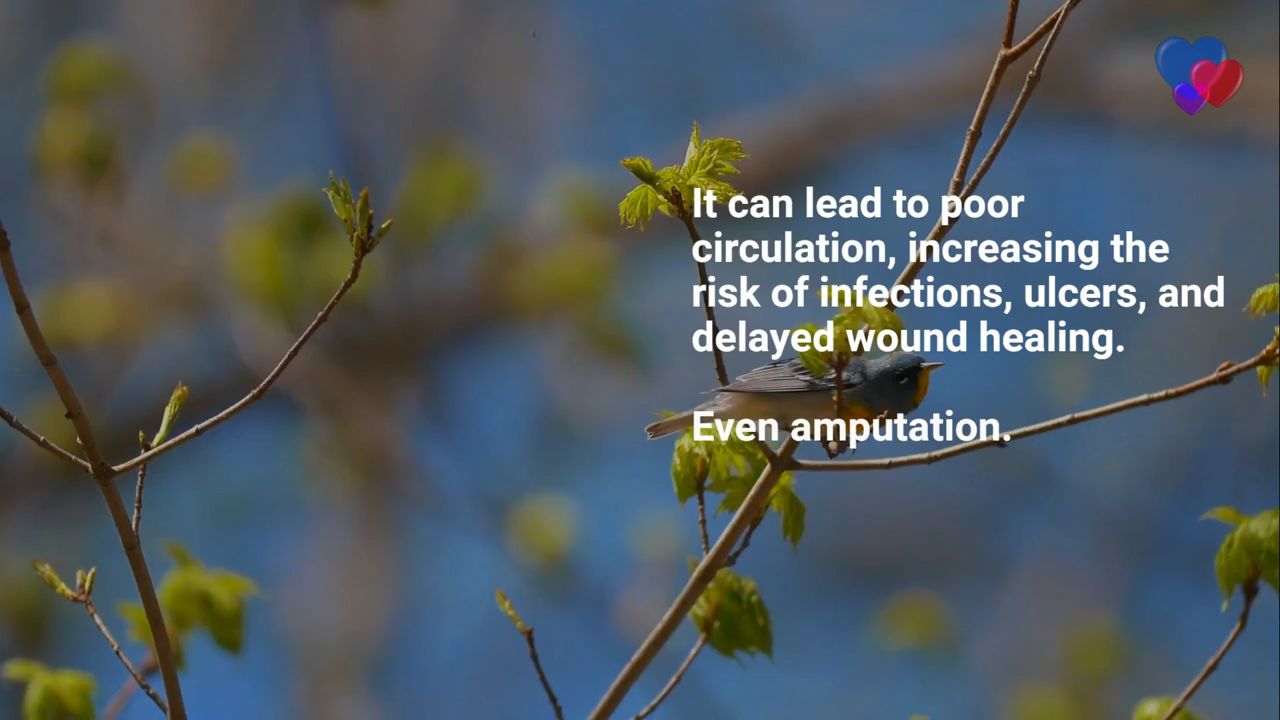 It can lead to poor
circulation, increasing the
risk of infections, ulcers, and
delayed wound healing.
Even amputation.